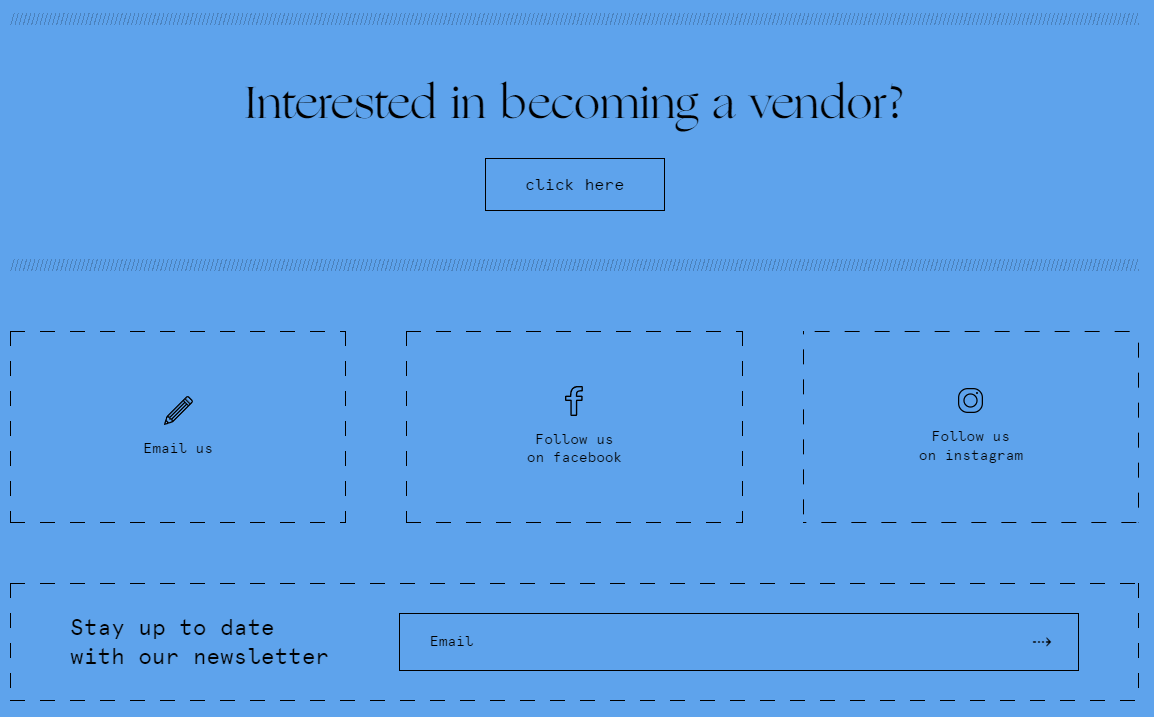 Interested in becoming a vendor?
click here
Email us
Follow us
on facebook
Follow us
on instagram
Stay up to date
with our newsletter
Email